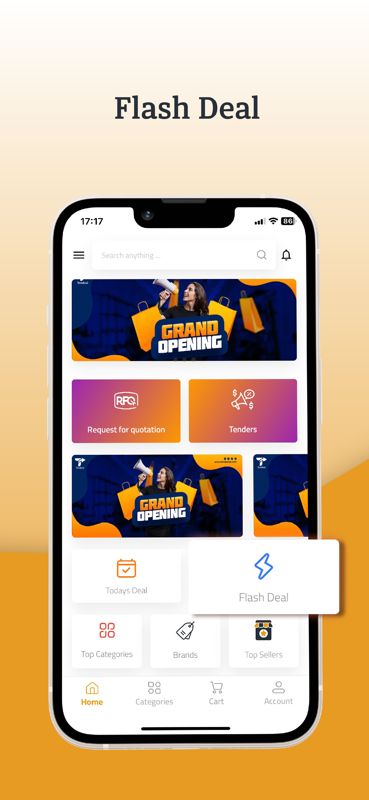 Flash Deal
17:17
86
Search anything ...
GRAND
OPENING
RFQ
Request for quotation
Tenders
GRAND
OPENING
Todays Deal
Flash Deal
Top Categories
Brands
Top Sellers
Home
Categories
Cart
Account